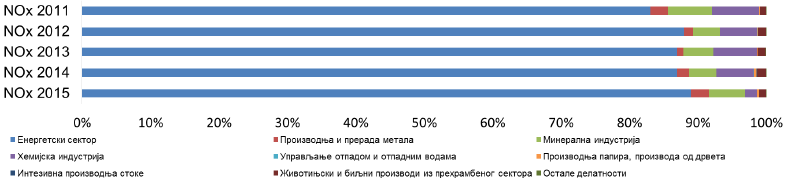 NOx 2011
NOx 2012
NOx 2013
NOx 2014
NOx 2015
0% 10% 20% 30% 40% 50% 60% 70% 80% 90% 100%
Енергетски сектор Производња и прерада метала Минерална индустрија
Хемијска индустрија Управљање отпадом и отпадним водама Производња папира, производа од дрвета
Интезивна производња стоке Животињски и биљни производи из прехрамбеног сектора Остале делатности